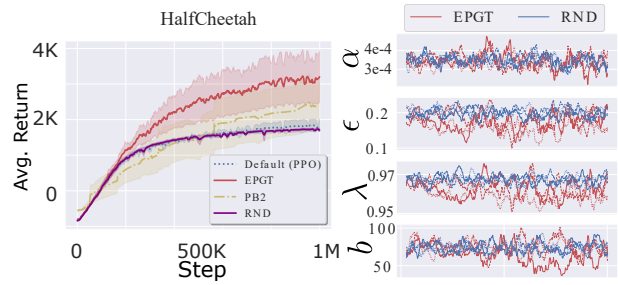 HalfCheetah
4K
2K
0
Avg. Return
Default (PPO)
EPGT
PB2
RND
0
500K
1M
Step
EPGT RND
α
4e-4
3e-4
ϵ
0.2
0.1
λ
0.97
0.95
b
100
50